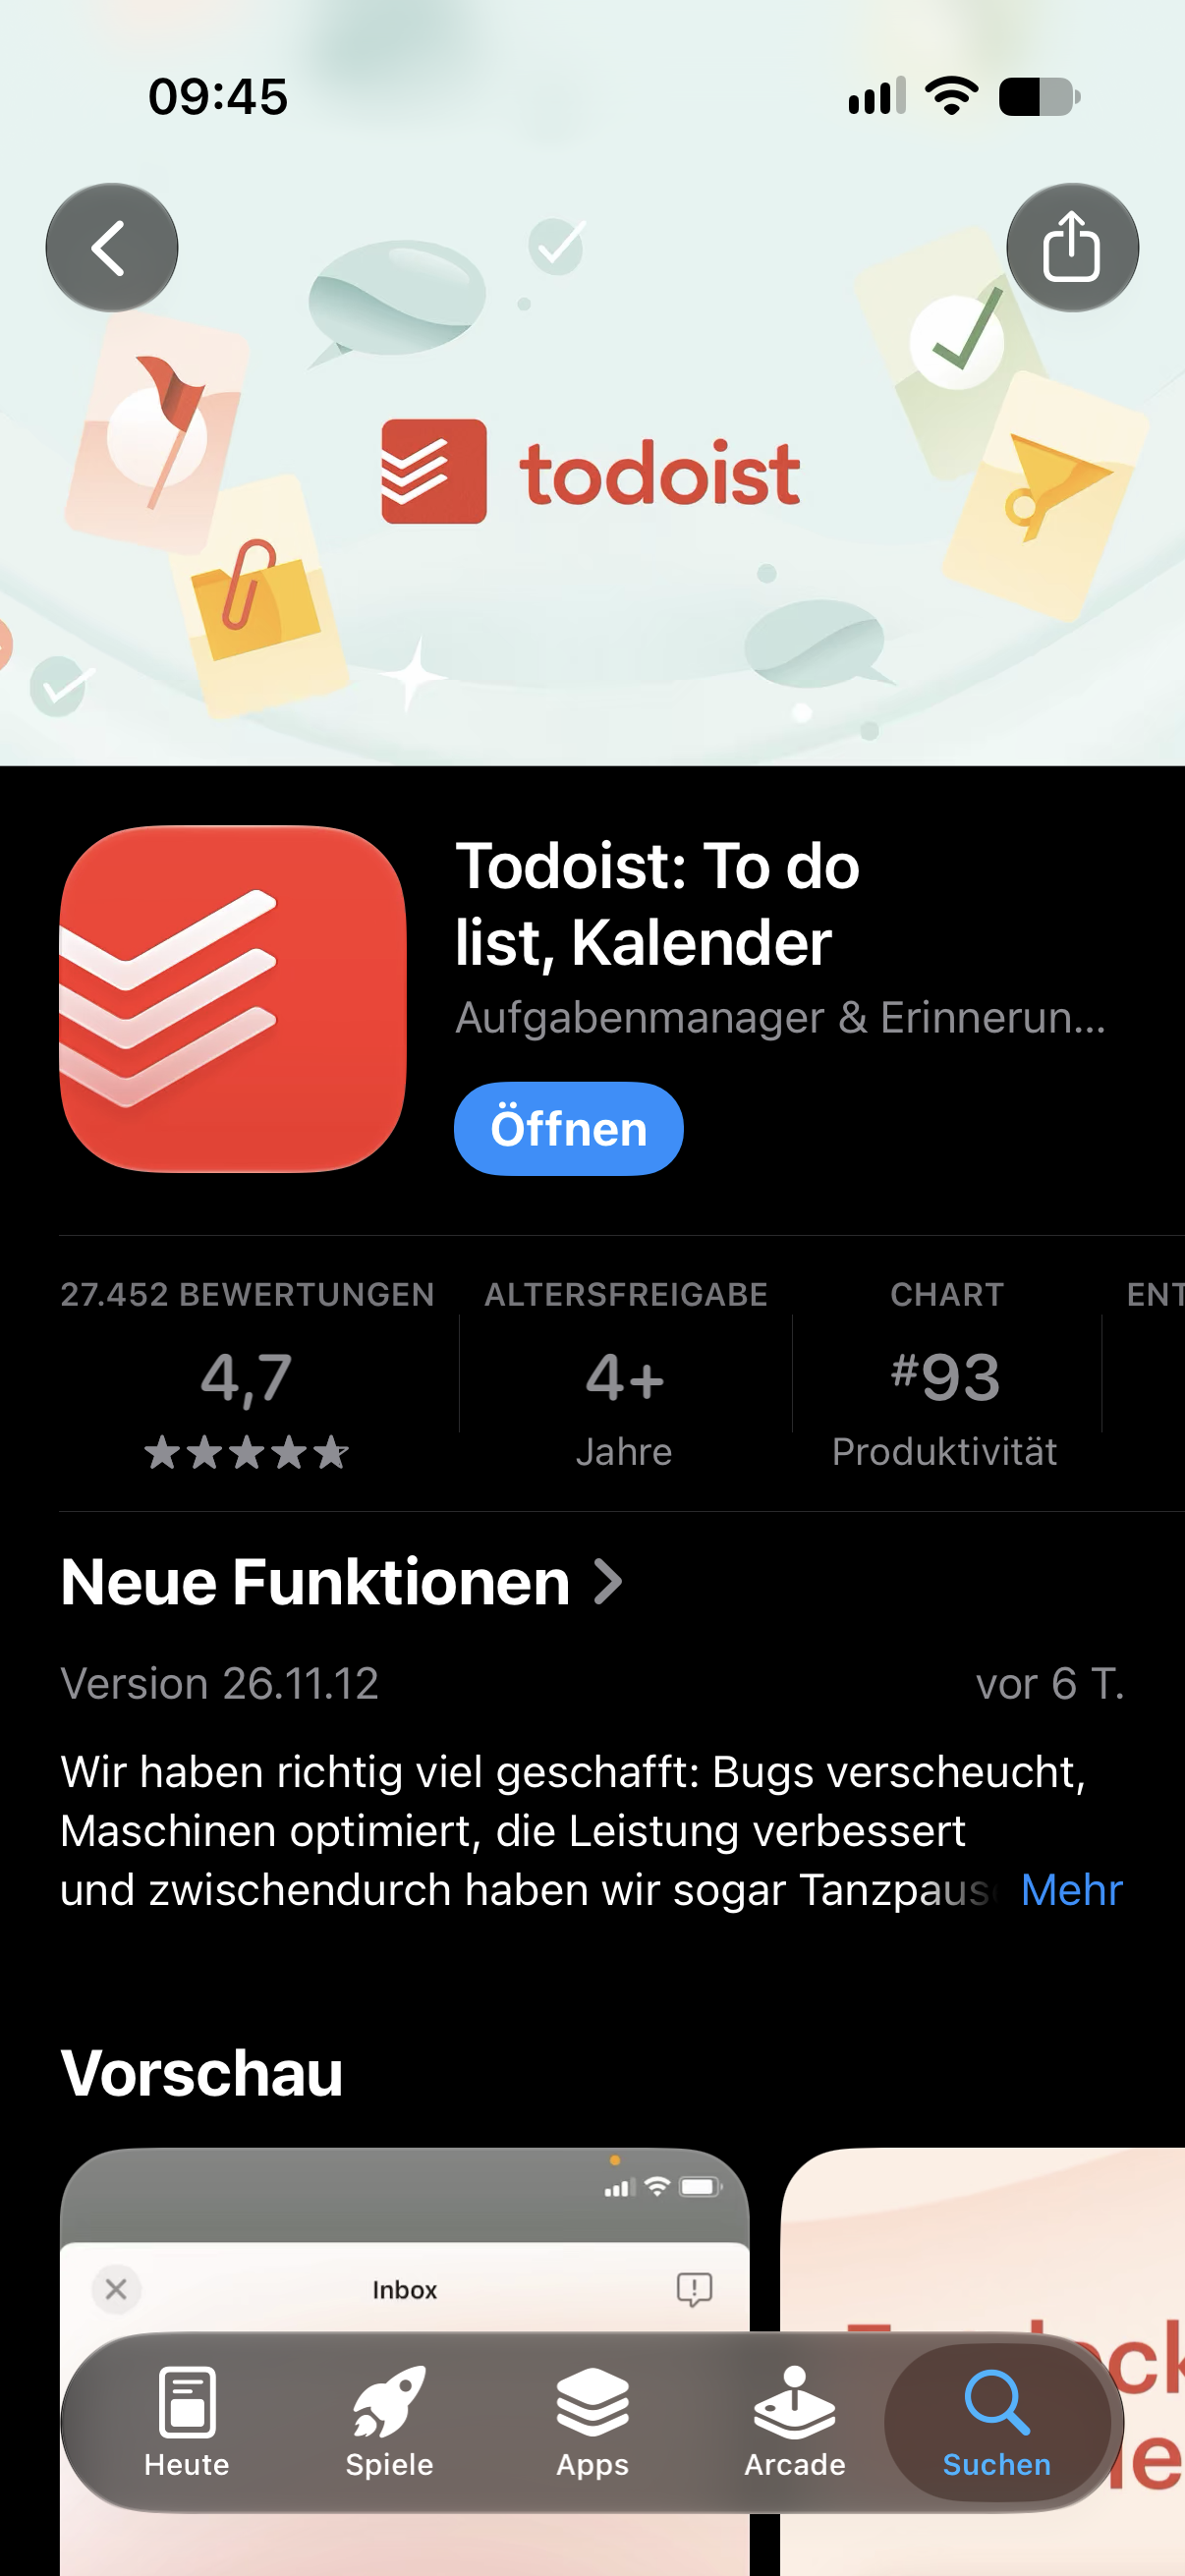 09:45
todoist
Todoist: To do
list, Kalender
Aufgabenmanager & Erinnerun...
Öffnen
27.452 BEWERTUNGEN
4,7
ALTERSFREIGABE
4+
Jahre
CHART
#93
Produktivität
ENT
Neue Funktionen
Version 26.11.12
vor 6 T.
Wir haben richtig viel geschafft: Bugs verscheucht,
Maschinen optimiert, die Leistung verbessert
und zwischendurch haben wir sogar Tanzpaus
Mehr
Vorschau
Inbox
Heute
Spiele
Apps
Arcade
Suchen